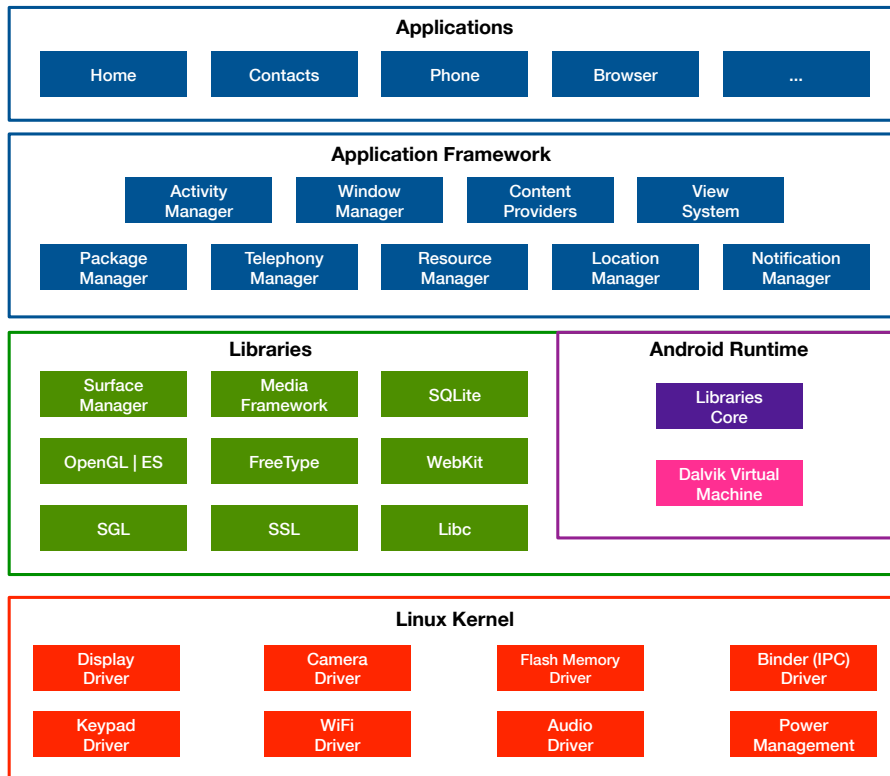 Applications
Home
Contacts
Phone
Browser
...
Application Framework
Activity
Manager
Window
Manager
Content
Providers
View
System
Package
Manager
Telephony
Manager
Resource
Manager
Location
Manager
Notification
Manager
Libraries
Surface
Manager
Media
Framework
SQLite
OpenGL | ES
FreeType
WebKit
SGL
SSL
Libc
Android Runtime
Libraries
Core
Dalvik Virtual
Machine
Linux Kernel
Display
Driver
Camera
Driver
Flash Memory
Driver
Binder (IPC)
Driver
Keypad
Driver
WiFi
Driver
Audio
Driver
Power
Management